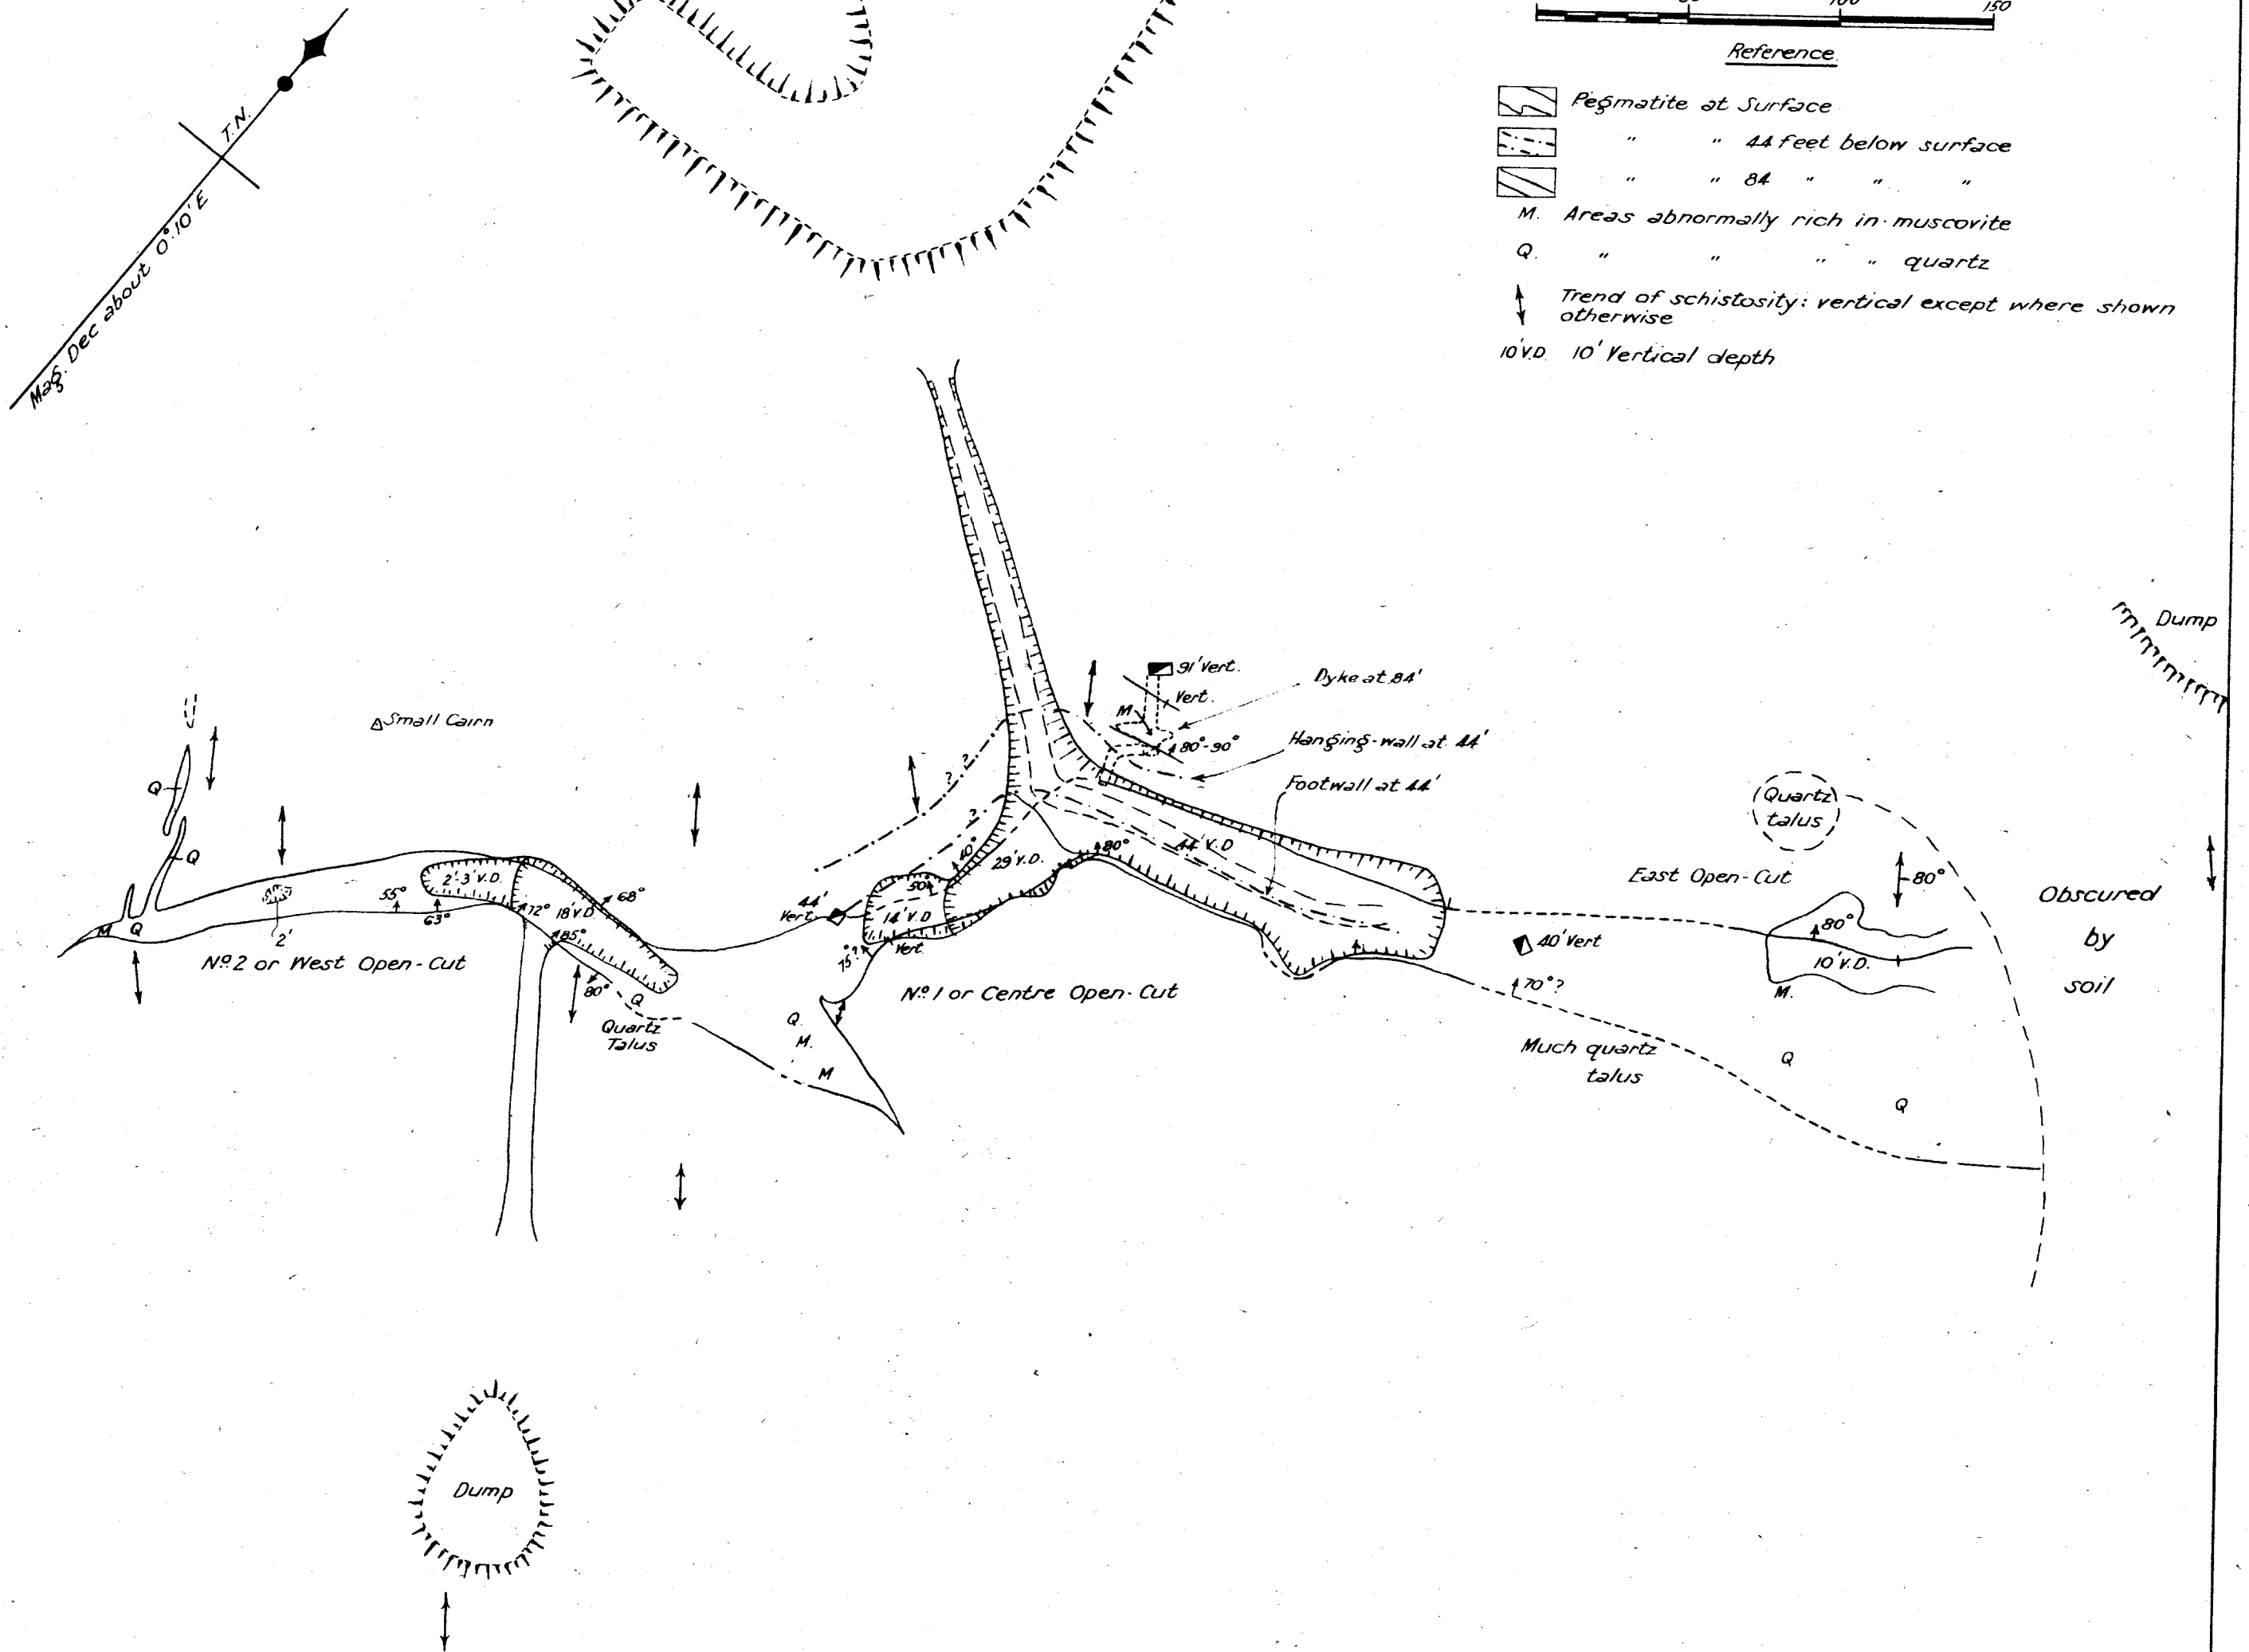 100
150
Reference
Pegmatite at Surface
" " 44 feet below surface
" " 84 " " "
M. Areas abnormally rich in muscovite
Q. " " " " quartz
Trend of schistosity: vertical except where shown
otherwise
10' V.D. 10' Vertical depth
T.N.
Mag. Dec about 0°10'E
Dump
91' Vert.
Vert.
M
Dyke at 84'
80°-90°
Hanging-wall at 44'
Footwall at 44'
Small Cairn
? ?
?
Q
Q
M Q
2'
55°
63°
2'-3' V.D.
72°
18' V.D.
68°
85°
80°
Q
Quartz
Talus
No. 2 or West Open-Cut
44'
Vert.
40°
50°
14' V.D
29' V.D.
75°?
Vert.
80°
44' V.D
No. 1 or Centre Open-Cut
Q.
M.
M
40' Vert
70°?
Much quartz
talus
Quartz
talus
East Open-Cut
80°
80°
10' V.D.
M.
Q
Q
Obscured
by
soil
Dump